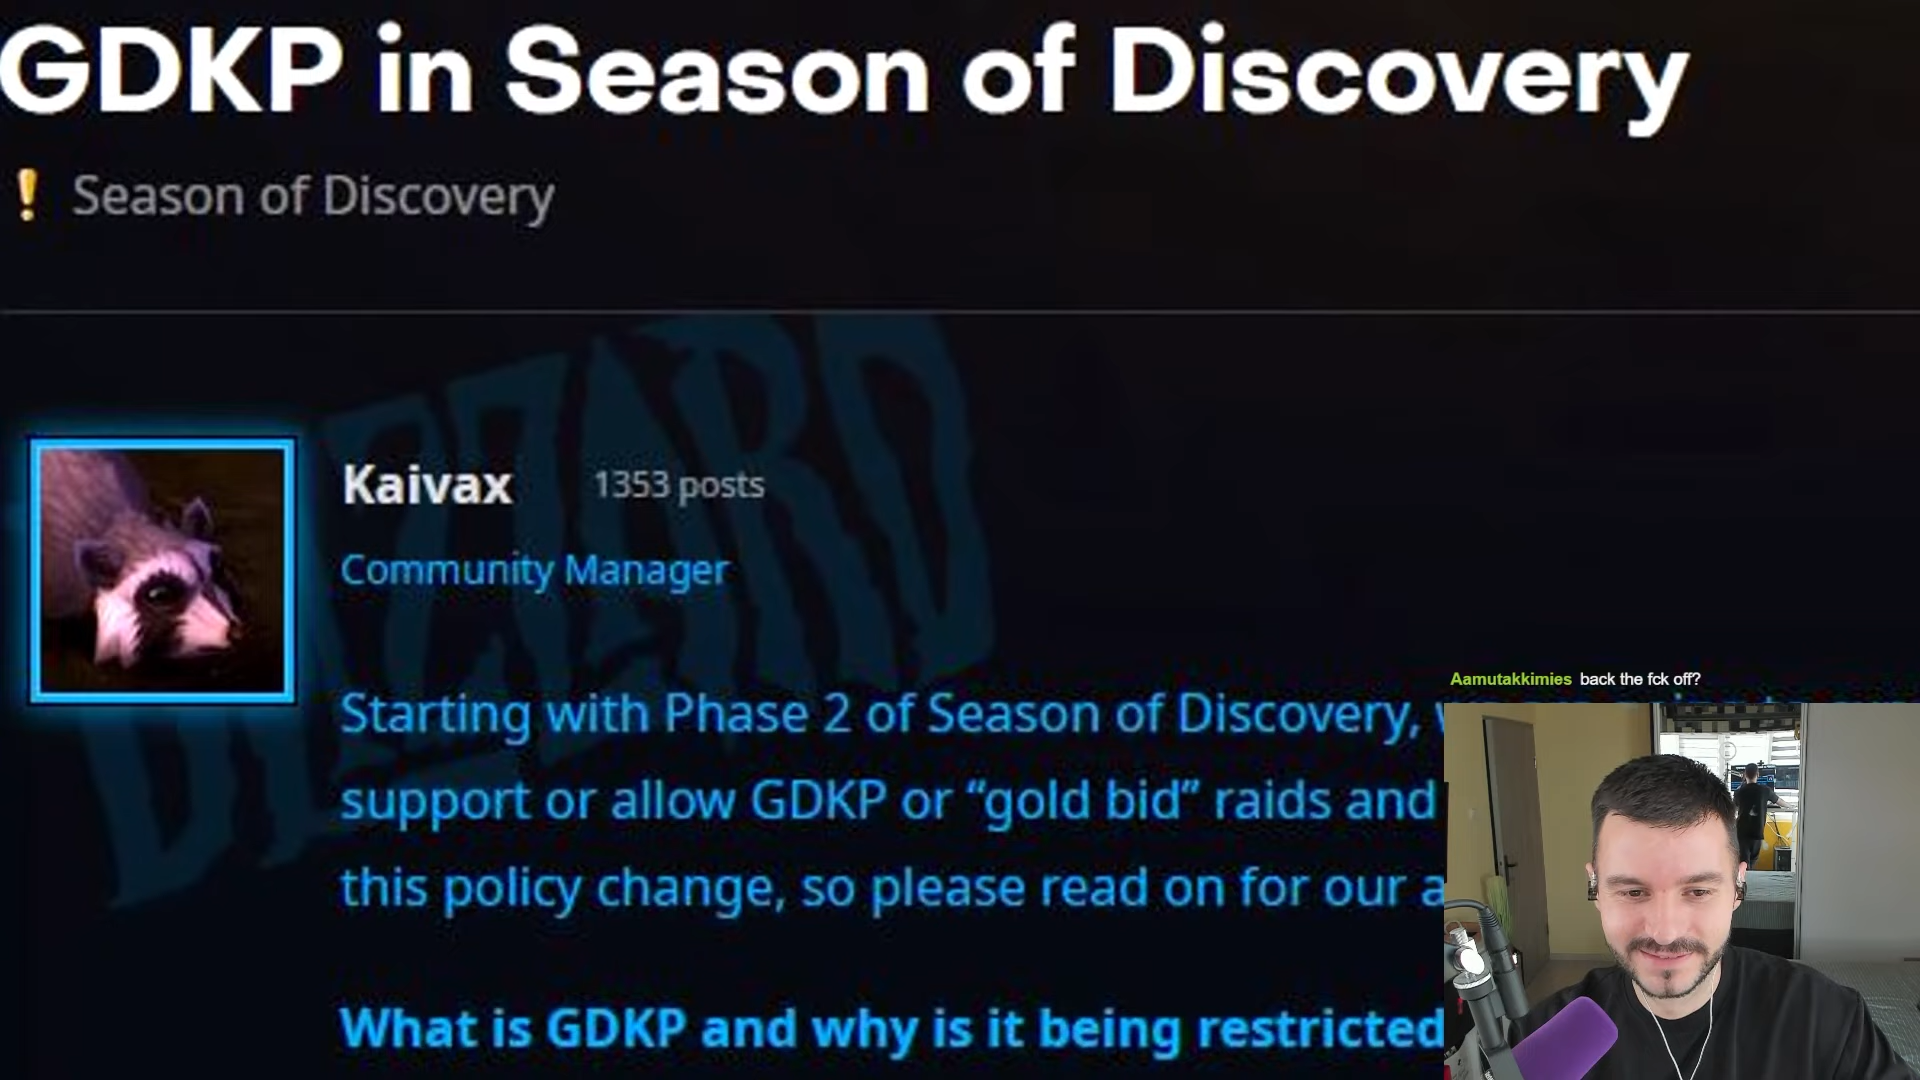 GDKP in Season of Discovery
Season of Discovery
BLIZZARD
Kaivax 1353 posts
Community Manager
Aamutakkimies back the fck off?
Starting with Phase 2 of Season of Discovery,
support or allow GDKP or “gold bid” raids and
this policy change, so please read on for our a
What is GDKP and why is it being restricted